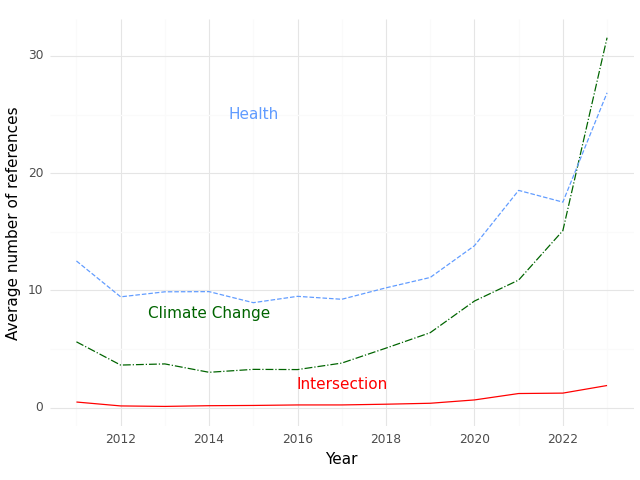 30
Health
20
10
Climate Change
Intersection
0
Average number of references
2012 2014 2016 2018 2020 2022
Year